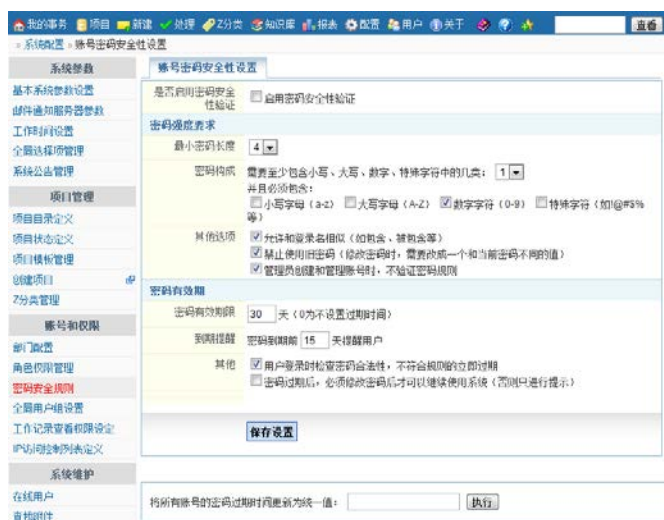 我的事务 项目 新建 处理 Z分类 知识库 报表 配置 用户 关于 查看
» 系统配置 » 账号密码安全性设置
系统参数
基本系统参数设置
邮件通知服务器参数
工作时间设置
全局选择项管理
系统公告管理
项目管理
项目目录定义
项目状态定义
项目模板管理
创建项目
Z分类管理
账号和权限
部门配置
角色权限管理
密码安全规则
全局用户组设置
工作记录查看权限设定
IP访问控制列表定义
系统维护
在线用户
查找附件
账号密码安全性设置
是否启用密码安全性验证 启用密码安全性验证
密码强度要求
最小密码长度 4
密码构成 需要至少包含小写、大写、数字、特殊字符中的几类: 1
并且必须包含:
小写字母 (a-z) 大写字母 (A-Z) 数字字符 (0-9) 特殊字符 (如!@#$%
等)
其他选项 允许和登录名相似 (如包含、被包含等)
禁止使用旧密码 (修改密码时, 需要改成一个和当前密码不同的值)
管理员创建和管理账号时, 不验证密码规则
密码有效期
密码有效期限 30 天 (0为不设置过期时间)
到期提醒 密码到期前 15 天提醒用户
其他 用户登录时检查密码合法性, 不符合规则的立即过期
密码过期后, 必须修改密码后才可以继续使用系统 (否则只进行提示)
保存设置
将所有账号的密码过期时间更新为统一值: 执行